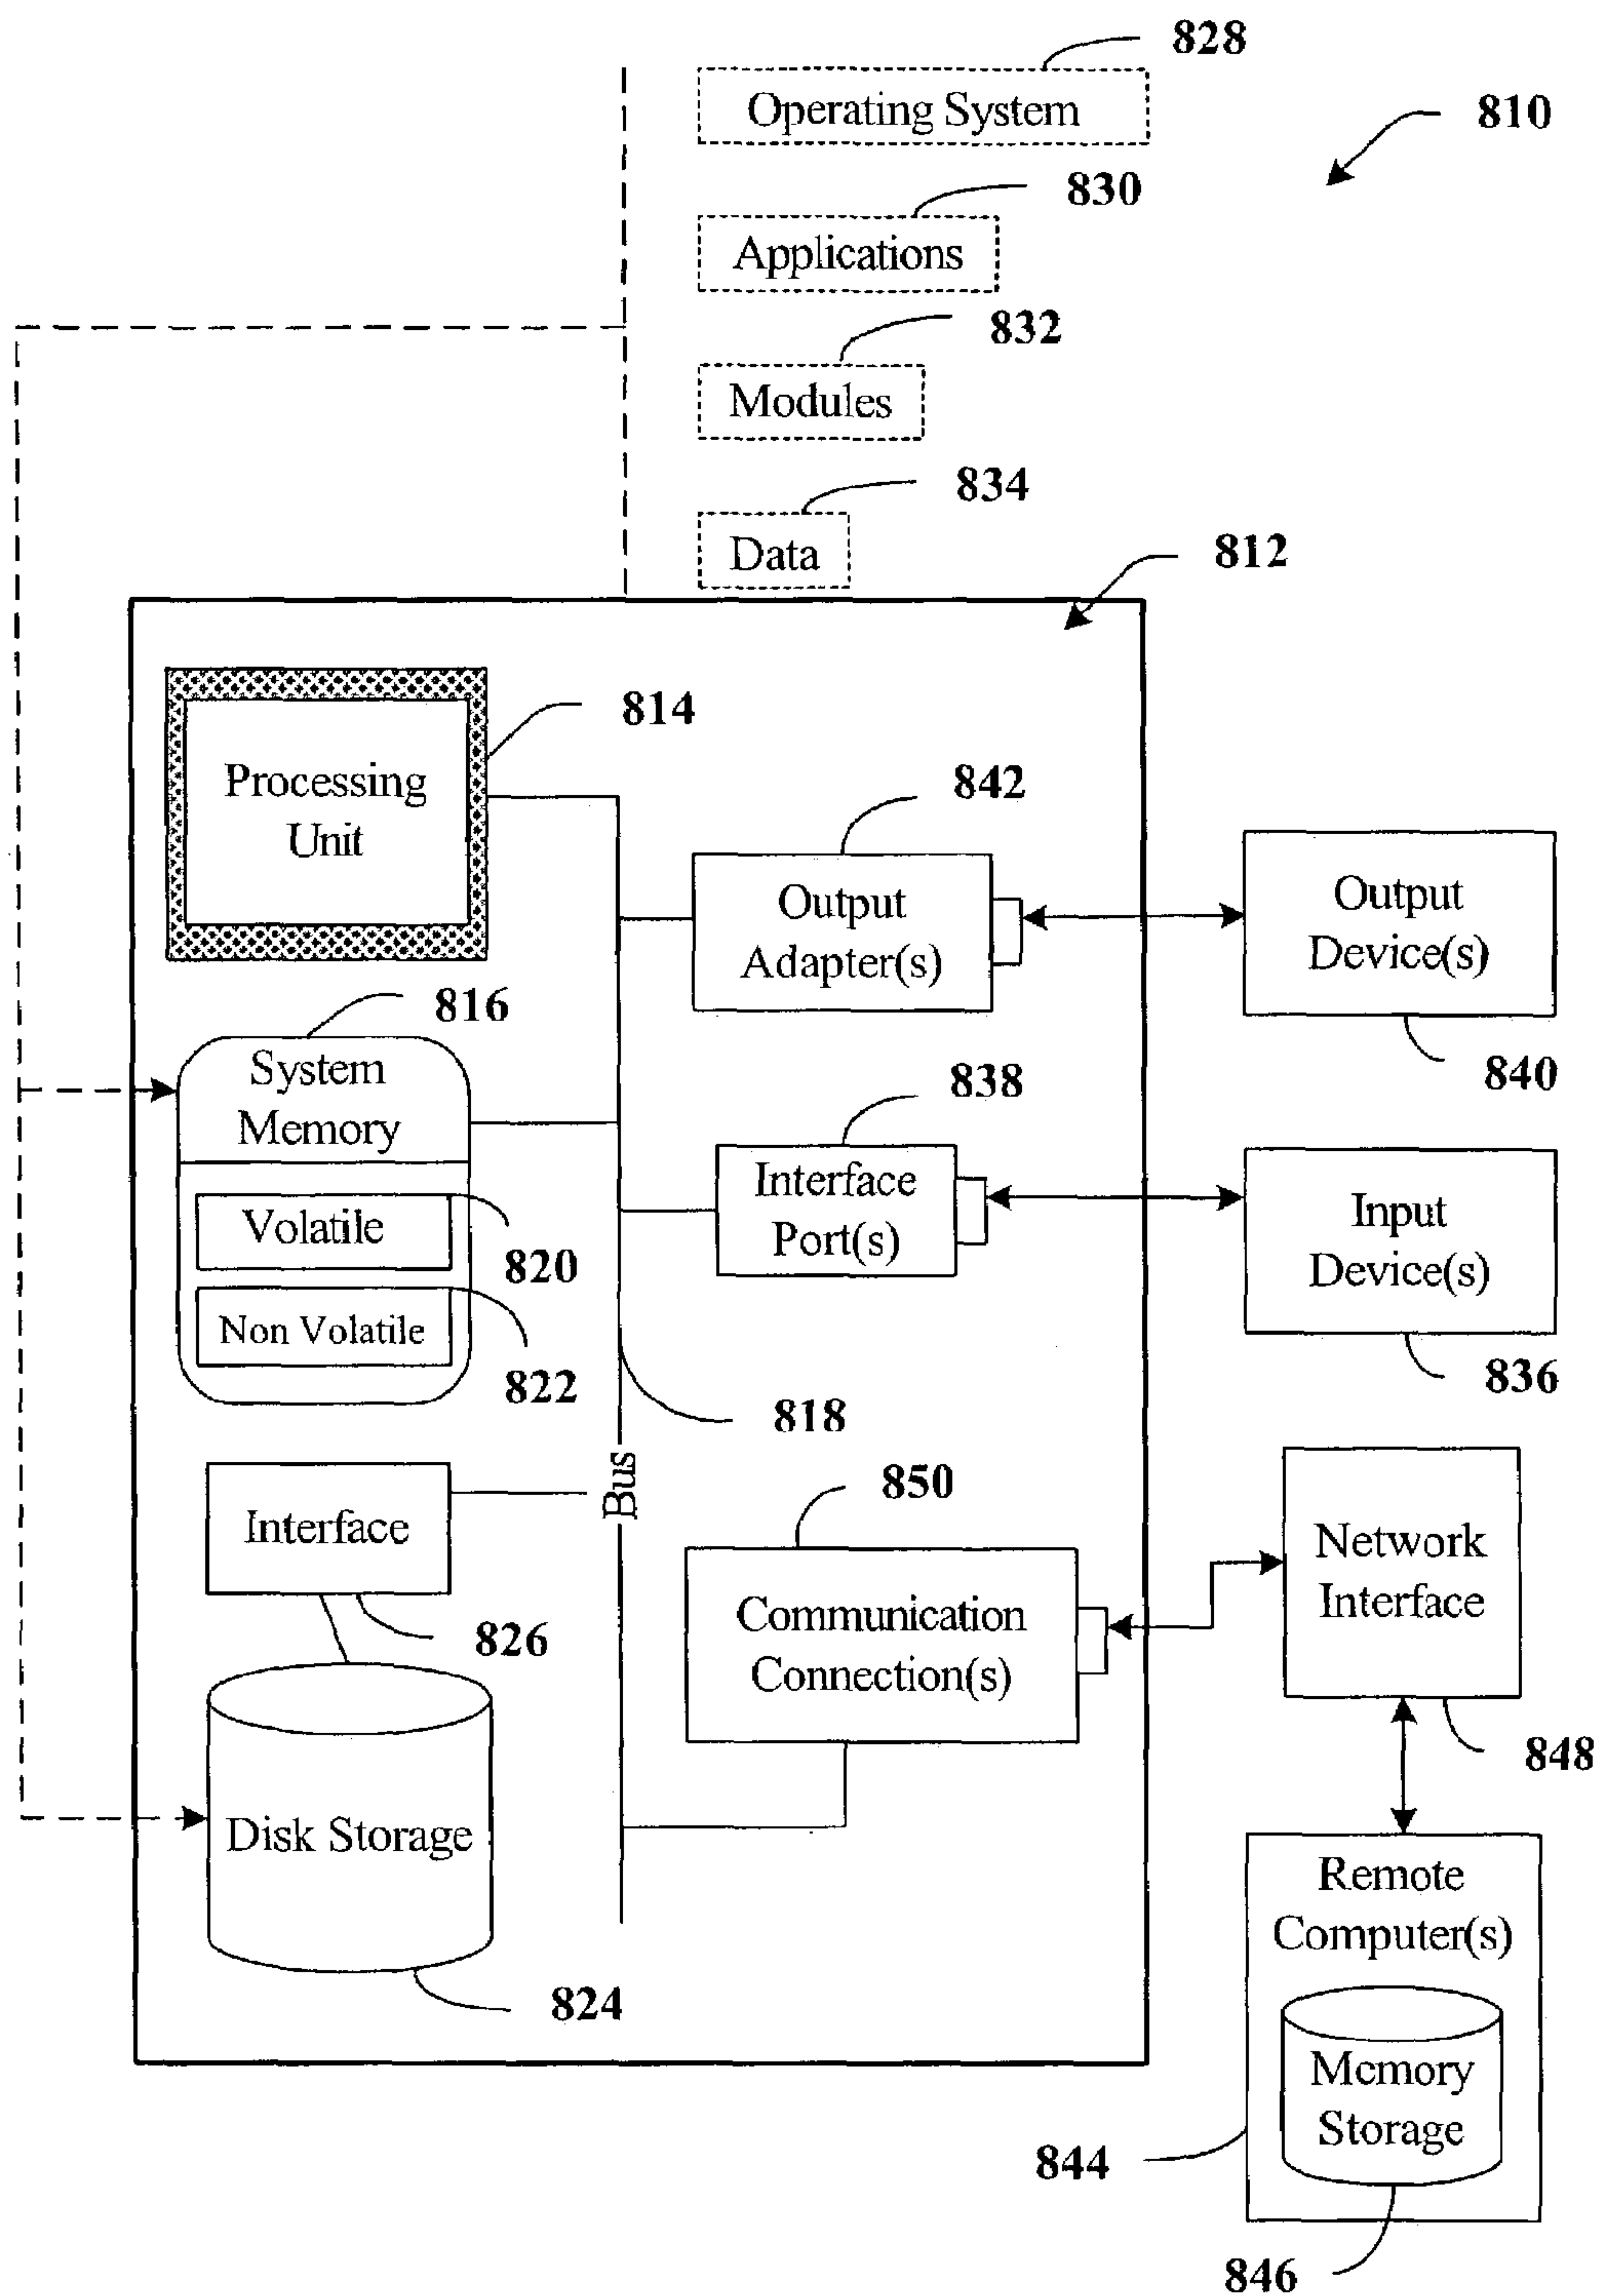 828
Operating System
810
830
Applications
832
Modules
834
Data
812
814
Processing
Unit
842
Output
Adapter(s)
Output
Device(s)
840
816
System
Memory
838
Interface
Port(s)
Input
Device(s)
836
Volatile
820
Non Volatile
822
818
Bus
850
Interface
826
Communication
Connection(s)
Network
Interface
848
Disk Storage
824
Remote
Computer(s)
Memory
Storage
844
846